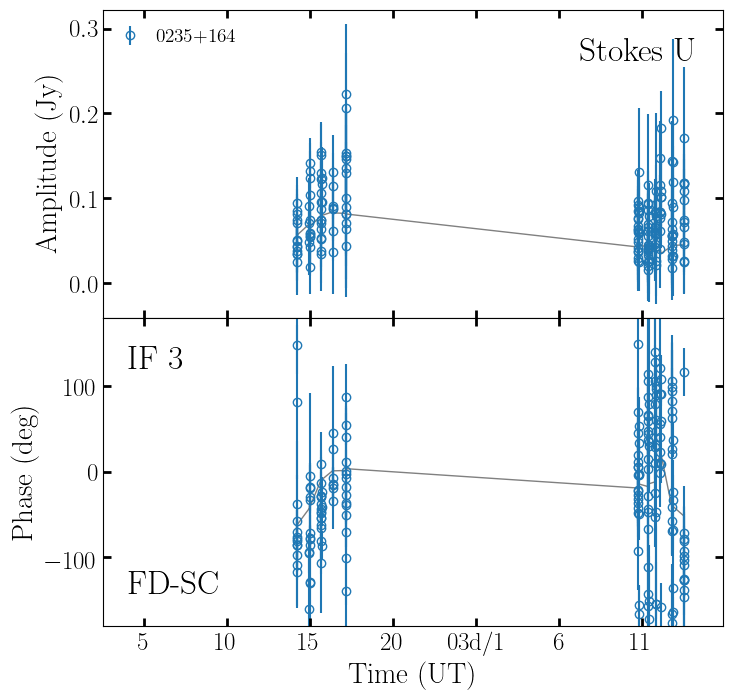 0235+164
Stokes U
0.3
0.2
0.1
0.0
Amplitude (Jy)
IF 3
100
0
−100
Phase (deg)
FD-SC
5 10 15 20 03d/1 6 11
Time (UT)